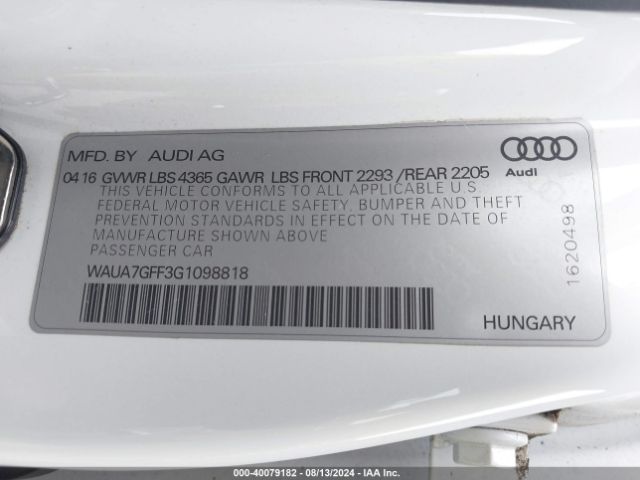 MFD. BY AUDI AG
04 16 GVWR LBS 4365 GAWR LBS FRONT 2293 /REAR 2205
THIS VEHICLE CONFORMS TO ALL APPLICABLE U.S.
FEDERAL MOTOR VEHICLE SAFETY, BUMPER AND THEFT
PREVENTION STANDARDS IN EFFECT ON THE DATE OF
MANUFACTURE SHOWN ABOVE
PASSENGER CAR
WAUA7GFF3G1098818
Audi
1620498
HUNGARY
000-40079182 - 08/13/2024 - IAA Inc.